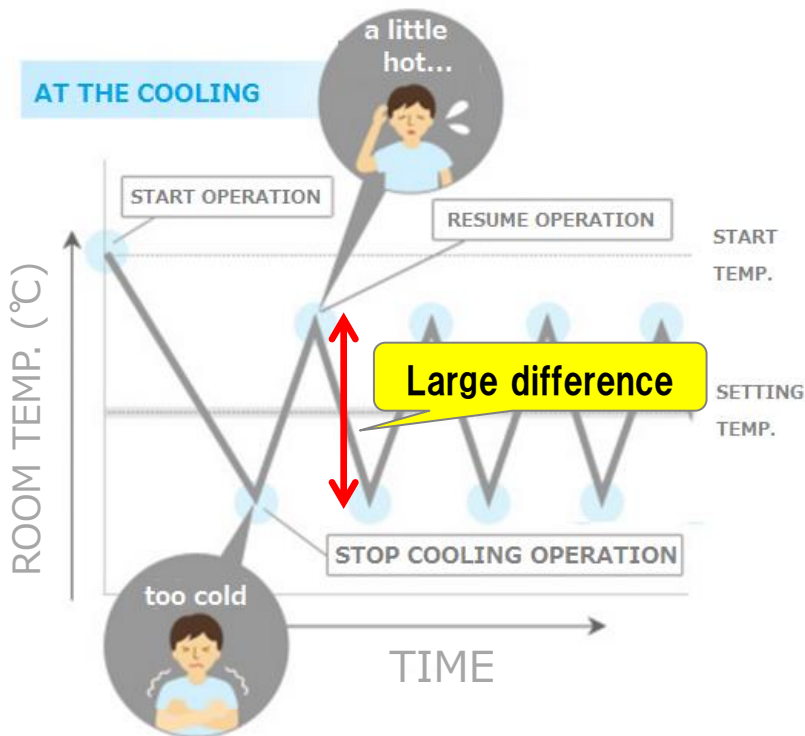 a little
hot...
AT THE COOLING
START OPERATION
RESUME OPERATION
START
TEMP.
ROOM TEMP. (℃)
Large difference
SETTING
TEMP.
STOP COOLING OPERATION
too cold
TIME